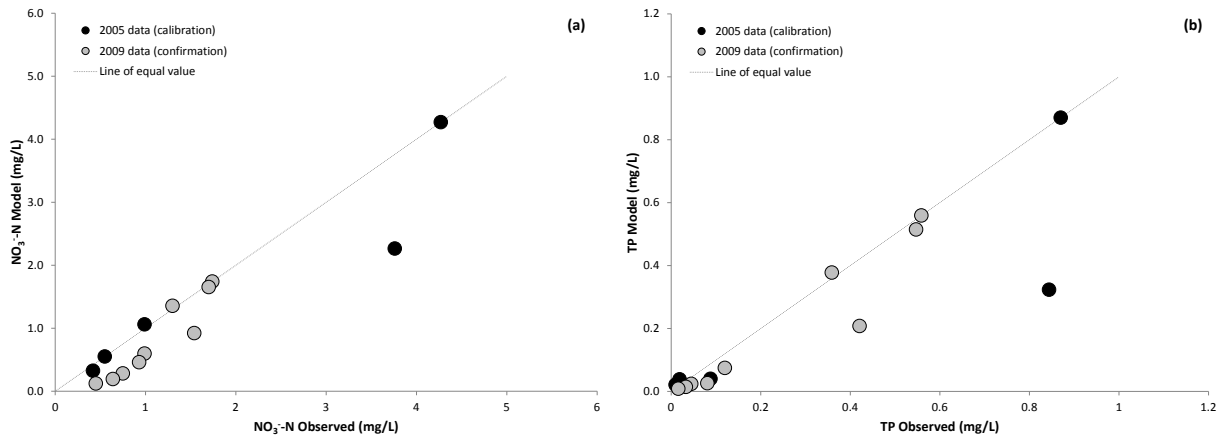 2005 data (calibration)
2009 data (confirmation)
Line of equal value
(a)
6.0
5.0
4.0
3.0
2.0
1.0
0.0
NO₃⁻-N Model (mg/L)
0 1 2 3 4 5 6
NO₃⁻-N Observed (mg/L)
2005 data (calibration)
2009 data (confirmation)
Line of equal value
(b)
1.2
1.0
0.8
0.6
0.4
0.2
0.0
TP Model (mg/L)
0 0.2 0.4 0.6 0.8 1 1.2
TP Observed (mg/L)